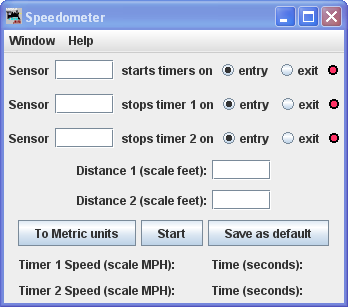 Speedometer
Window Help
Sensor starts timers on entry exit
Sensor stops timer 1 on entry exit
Sensor stops timer 2 on entry exit
Distance 1 (scale feet):
Distance 2 (scale feet):
To Metric units Start Save as default
Timer 1 Speed (scale MPH): Time (seconds):
Timer 2 Speed (scale MPH): Time (seconds):